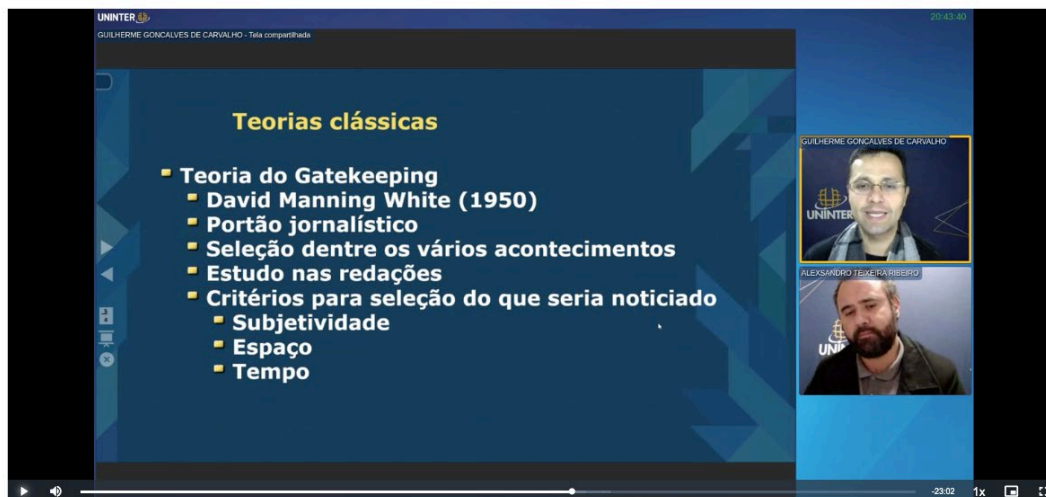 UNINTER
20:43:40
GUILHERME GONCALVES DE CARVALHO - Tela compartilhada
Teorias clássicas
Teoria do Gatekeeping
David Manning White (1950)
Portão jornalístico
Seleção dentre os vários acontecimentos
Estudo nas redações
Critérios para seleção do que seria noticiado
Subjetividade
Espaço
Tempo
GUILHERME GONCALVES DE CARVALHO
UNINTER
ALEXSANDRO TEIXEIRA RIBEIRO
-23:02
1x